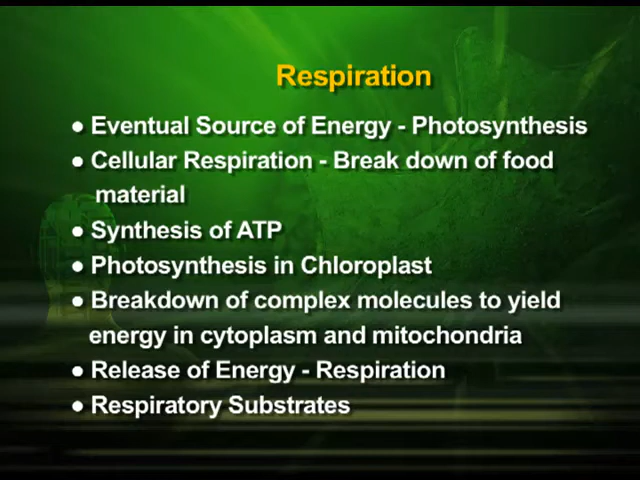 Respiration
● Eventual Source of Energy - Photosynthesis
● Cellular Respiration - Break down of food
material
● Synthesis of ATP
● Photosynthesis in Chloroplast
● Breakdown of complex molecules to yield
energy in cytoplasm and mitochondria
● Release of Energy - Respiration
● Respiratory Substrates